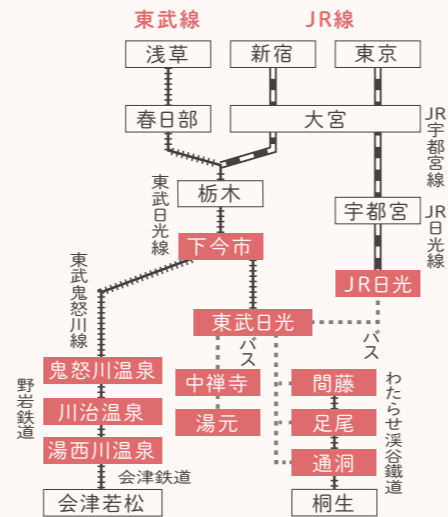 東武線
JR線
浅草
新宿
東京
春日部
大宮
JR宇都宮線
栃木
東武日光線
宇都宮
JR日光線
下今市
東武鬼怒川線
JR日光
東武日光
バス
バス
鬼怒川温泉
中禅寺
間藤
わたらせ渓谷鐵道
野岩鉄道
川治温泉
湯元
足尾
湯西川温泉
通洞
会津鉄道
会津若松
桐生